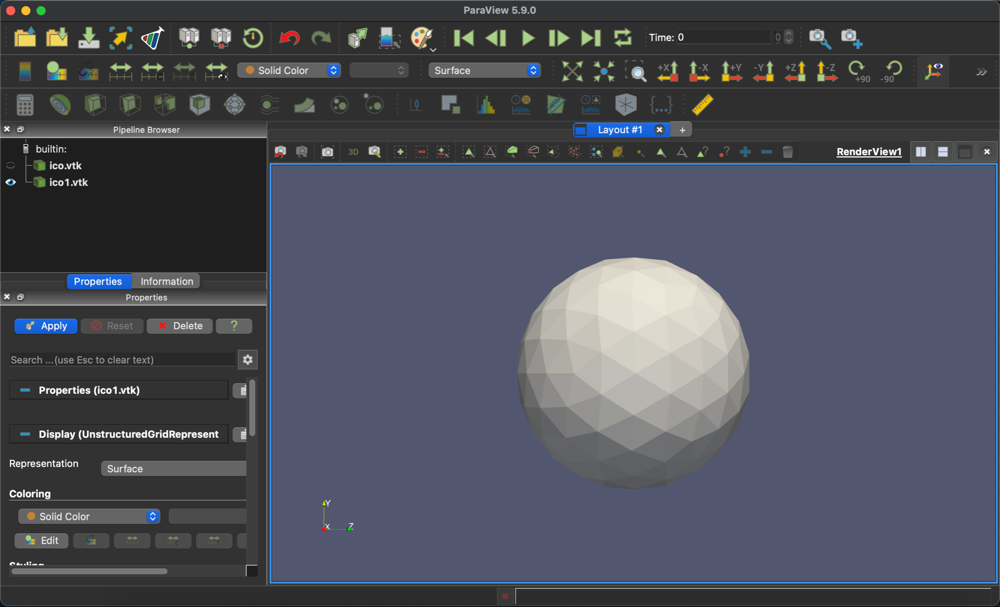 ParaView 5.9.0
Time: 0
0
Solid Color
Surface
+X
-X
+Y
-Y
+Z
-Z
+90
-90
Pipeline Browser
Layout #1
+
builtin:
ico.vtk
ico1.vtk
3D
RenderView1
Properties
Information
Properties
Apply
Reset
Delete
?
Search ...(use Esc to clear text)
Properties (ico1.vtk)
Display (UnstructuredGridRepresent
Representation
Surface
Coloring
Solid Color
Edit
Styling
Y
X
Z